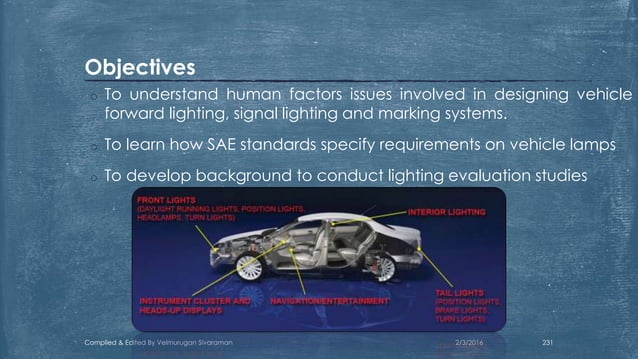 Objectives
o To understand human factors issues involved in designing vehicle
forward lighting, signal lighting and marking systems.
o To learn how SAE standards specify requirements on vehicle lamps
o To develop background to conduct lighting evaluation studies
FRONT LIGHTS
(DAYLIGHT RUNNING LIGHTS, POSITION LIGHTS,
HEADLAMPS, TURN LIGHTS)
INTERIOR LIGHTING
INSTRUMENT CLUSTER AND
HEADS-UP DISPLAYS
NAVIGATION/ENTERTAINMENT
TAIL LIGHTS
(POSITION LIGHTS,
BRAKE LIGHTS,
TURN LIGHTS)
Complied & Edited By Velmurugan Sivaraman
2/3/2016
231